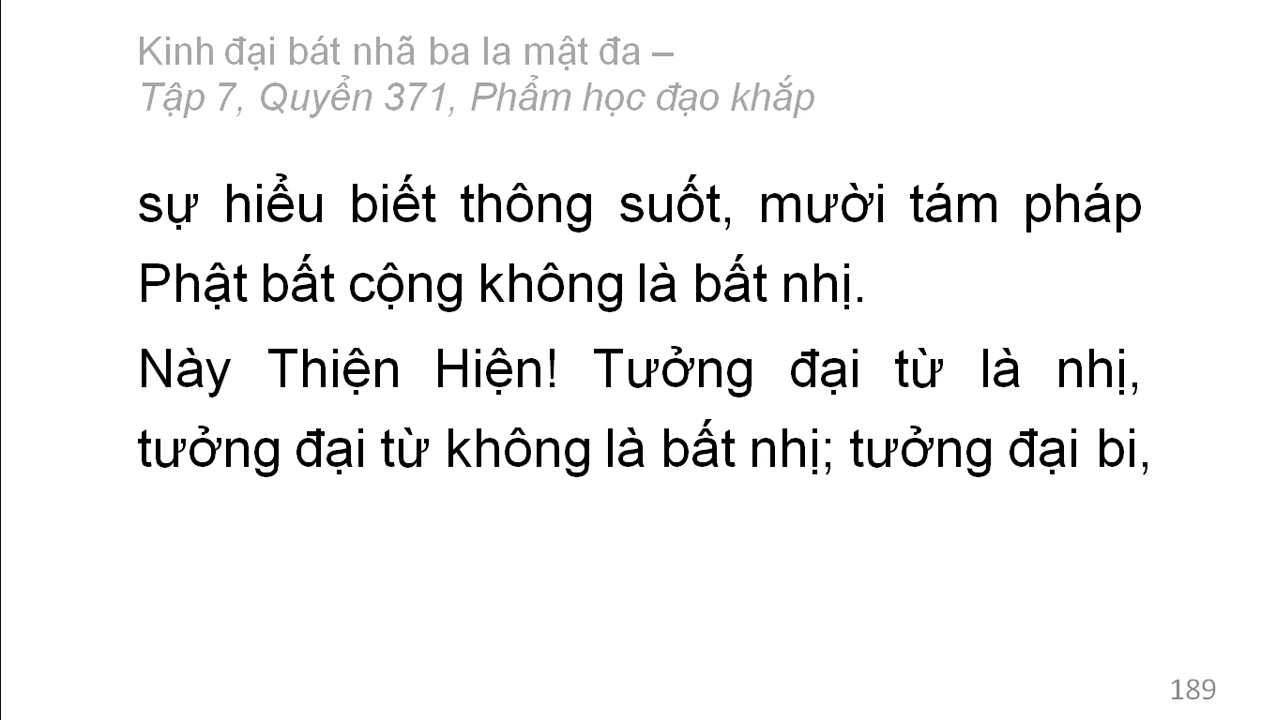 Kinh đại bát nhã ba la mật đa –
Tập 7, Quyển 371, Phẩm học đạo khắp
sự hiểu biết thông suốt, mười tám pháp
Phật bất cộng không là bất nhị.
Này Thiện Hiện! Tưởng đại từ là nhị,
tưởng đại từ không là bất nhị; tưởng đại bi,
189